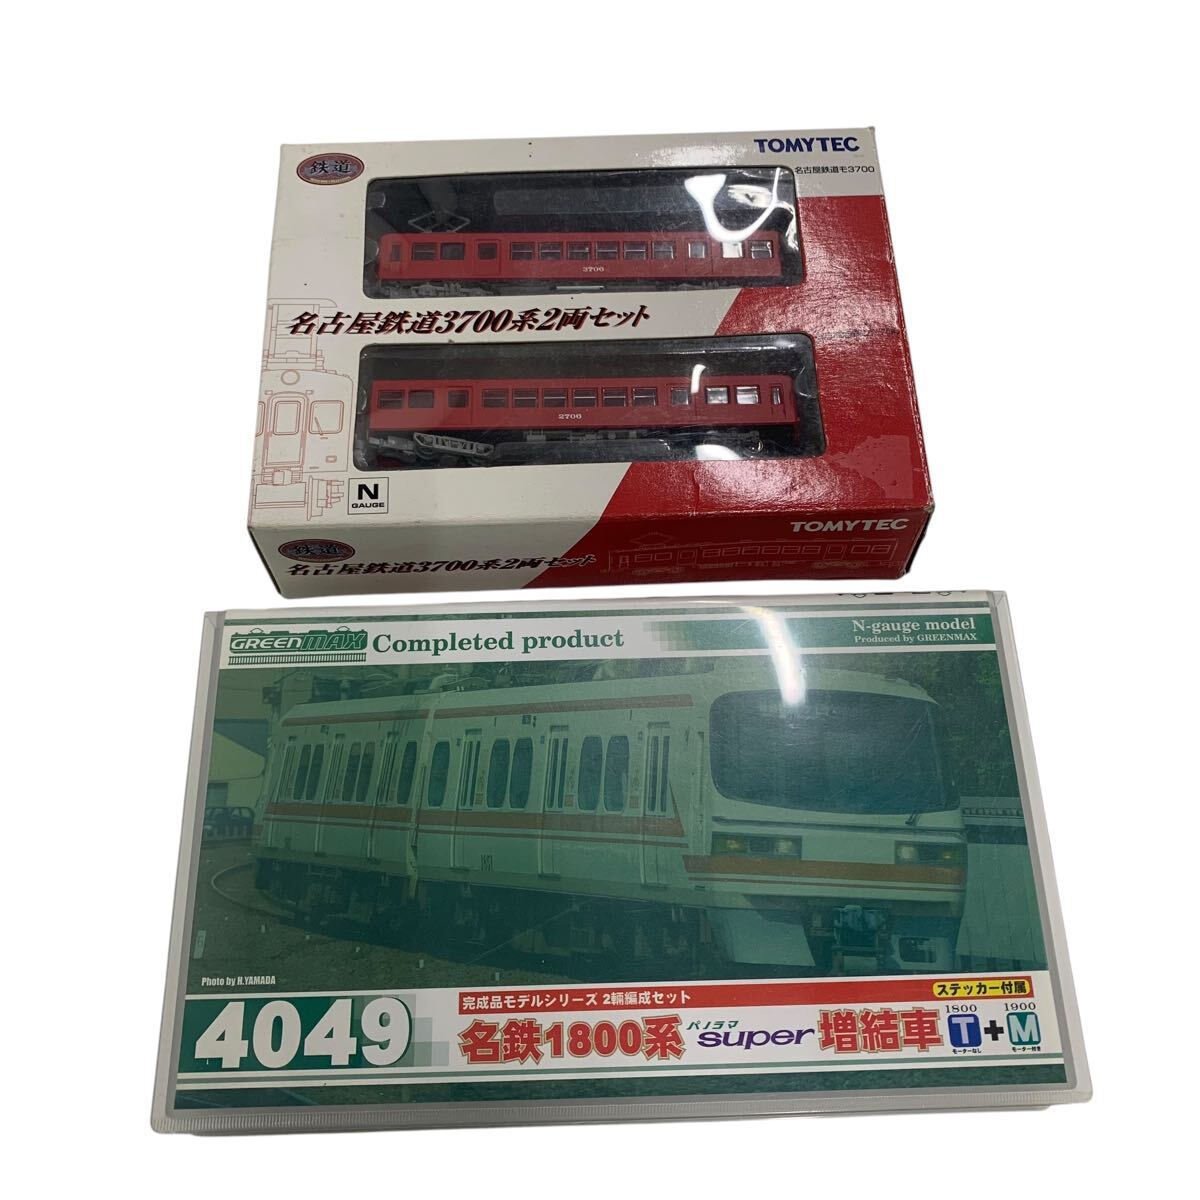 鉄道
TOMYTEC
名古屋鉄道モ3700
3706
名古屋鉄道3700系2両セット
2706
N
GAUGE
TOMYTEC
鉄道
名古屋鉄道3700系2両セット
GREENMAX Completed product
N-gauge model
Produced by GREENMAX
Photo by H.YAMADA
完成品モデルシリーズ 2輛編成セット
ステッカー付属
4049
名鉄1800系 パノラマ super 増結車
1800 T モーターなし + 1900 M モーター付き